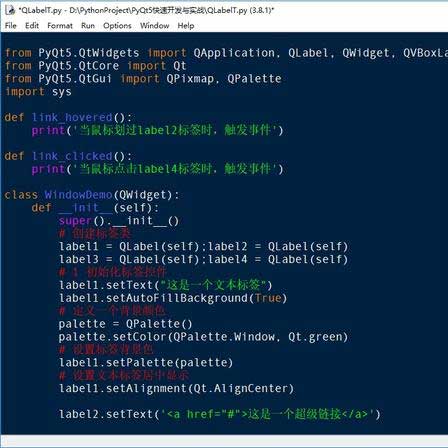 *QLabelT.py - D:\PythonProject\PyQt5快速开发与实战\QLabelT.py (3.8.1)*
File Edit Format Run Options Window Help
from PyQt5.QtWidgets import QApplication, QLabel, QWidget, QVBoxLa
from PyQt5.QtCore import Qt
from PyQt5.QtGui import QPixmap, QPalette
import sys
def link_hovered():
print('当鼠标划过label2标签时，触发事件')
def link_clicked():
print('当鼠标点击label4标签时，触发事件')
class WindowDemo(QWidget):
def __init__(self):
super().__init__()
# 创建标签类
label1 = QLabel(self);label2 = QLabel(self)
label3 = QLabel(self);label4 = QLabel(self)
# 1 初始化标签控件
label1.setText("这是一个文本标签")
label1.setAutoFillBackground(True)
# 定义一个背景颜色
palette = QPalette()
palette.setColor(QPalette.Window, Qt.green)
# 设置标签背景色
label1.setPalette(palette)
# 设置文本标签居中显示
label1.setAlignment(Qt.AlignCenter)
label2.setText('<a href="#">这是一个超级链接</a>')